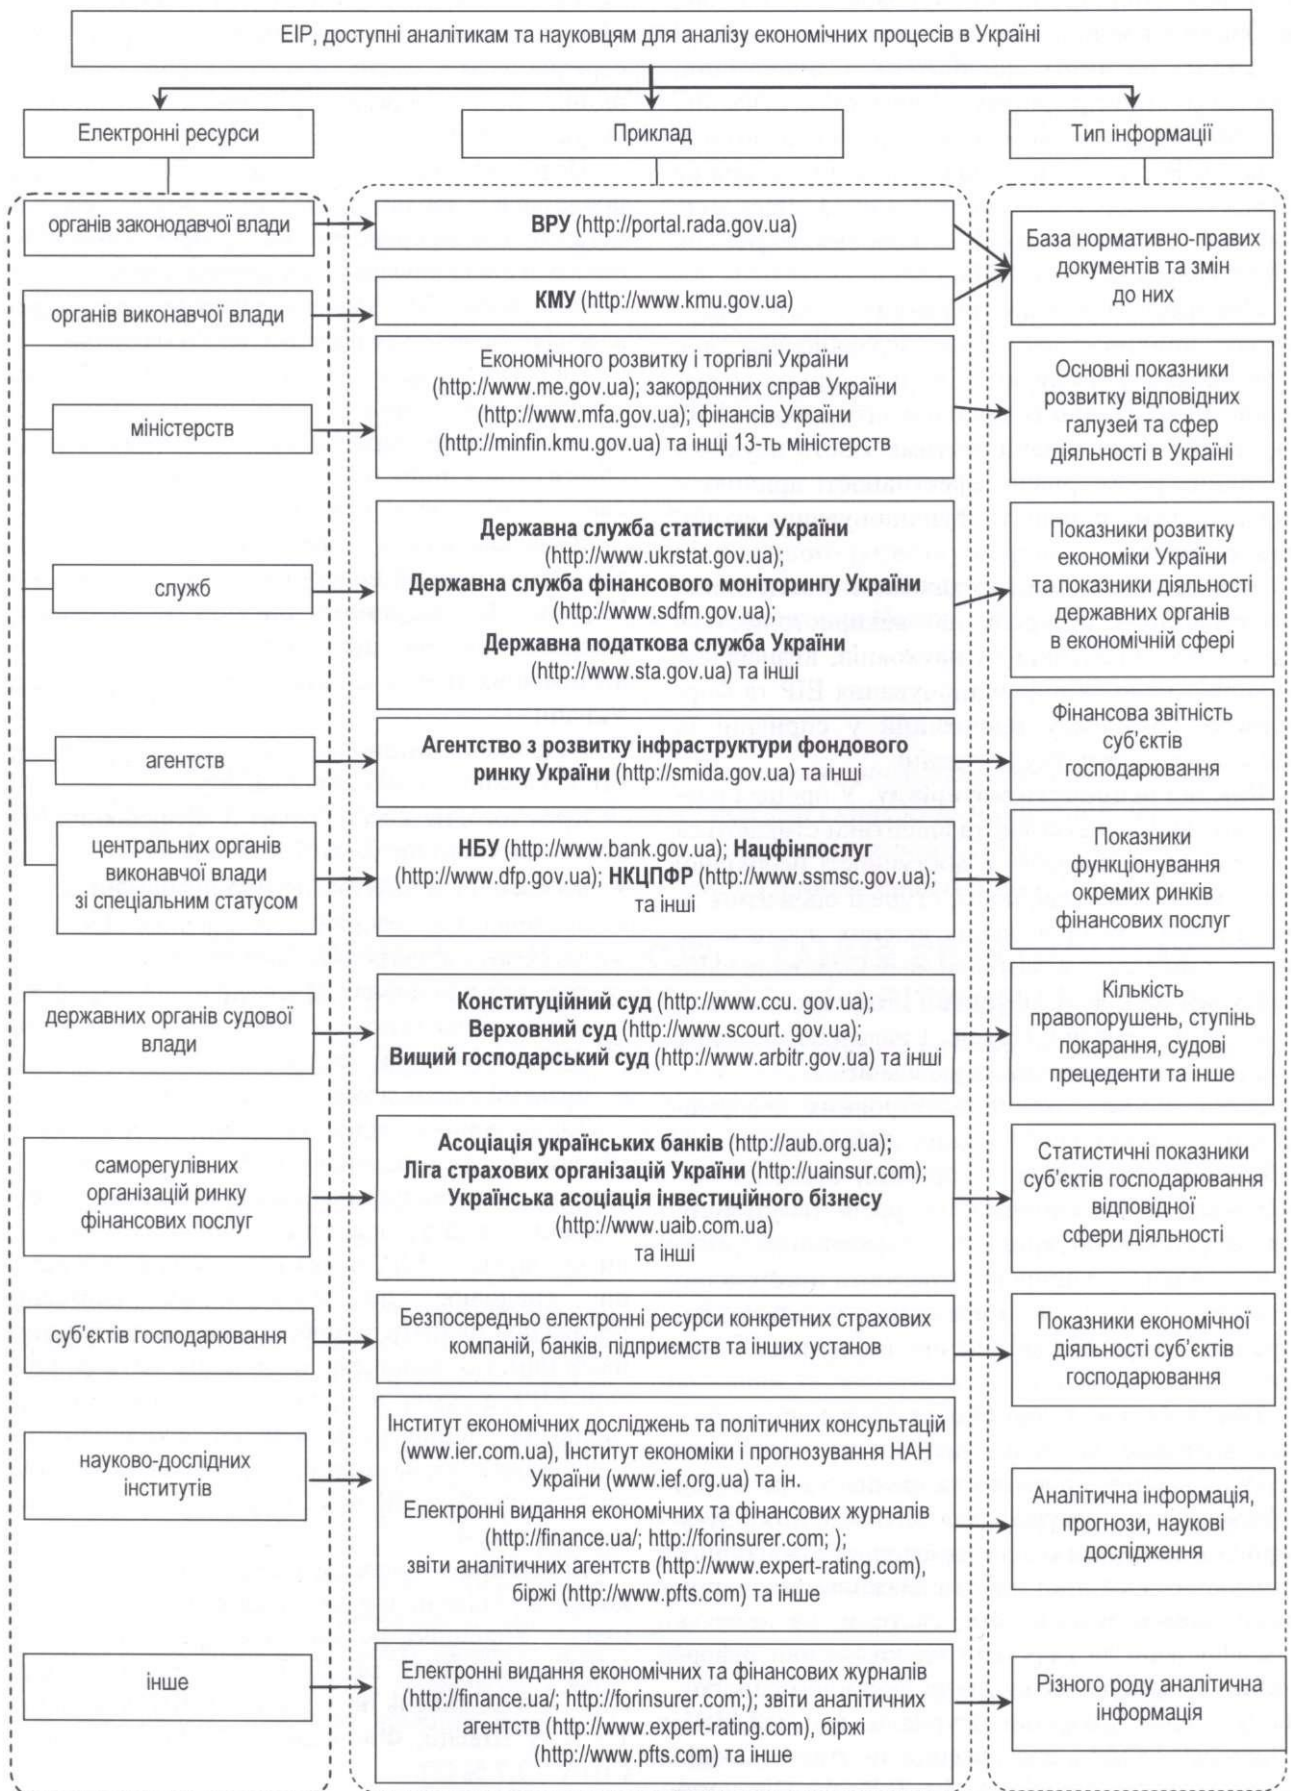 ЕІР, доступні аналітикам та науковцям для аналізу економічних процесів в Україні
Електронні ресурси
Приклад
Тип інформації
органів законодавчої влади
ВРУ (http://portal.rada.gov.ua)
База нормативно-правих
документів та змін
до них
органів виконавчої влади
КМУ (http://www.kmu.gov.ua)
міністерств
Економічного розвитку і торгівлі України
(http://www.me.gov.ua); закордонних справ України
(http://www.mfa.gov.ua); фінансів України
(http://minfin.kmu.gov.ua) та інщі 13-ть міністерств
Основні показники
розвитку відповідних
галузей та сфер
діяльності в Україні
служб
Державна служба статистики України
(http://www.ukrstat.gov.ua);
Державна служба фінансового моніторингу України
(http://www.sdfm.gov.ua);
Державна податкова служба України
(http://www.sta.gov.ua) та інші
Показники розвитку
економіки України
та показники діяльності
державних органів
в економічній сфері
агентств
Агентство з розвитку інфраструктури фондового
ринку України (http://smida.gov.ua) та інші
Фінансова звітність
суб’єктів
господарювання
центральних органів
виконавчої влади
зі спеціальним статусом
НБУ (http://www.bank.gov.ua); Нацфінпослуг
(http://www.dfp.gov.ua); НКЦПФР (http://www.ssmsc.gov.ua);
та інші
Показники
функціонування
окремих ринків
фінансових послуг
державних органів судової
влади
Конституційний суд (http://www.ccu. gov.ua);
Верховний суд (http://www.scourt. gov.ua);
Вищий господарський суд (http://www.arbitr.gov.ua) та інші
Кількість
правопорушень, ступінь
покарання, судові
прецеденти та інше
саморегулівних
організацій ринку
фінансових послуг
Асоціація українських банків (http://aub.org.ua);
Ліга страхових організацій України (http://uainsur.com);
Українська асоціація інвестиційного бізнесу
(http://www.uaib.com.ua)
та інші
Статистичні показники
суб’єктів господарювання
відповідної
сфери діяльності
суб’єктів господарювання
Безпосередньо електронні ресурси конкретних страхових
компаній, банків, підприємств та інших установ
Показники економічної
діяльності суб’єктів
господарювання
науково-дослідних
інститутів
Інститут економічних досліджень та політичних консультацій
(www.ier.com.ua), Інститут економіки і прогнозування НАН
України (www.ief.org.ua) та ін.
Електронні видання економічних та фінансових журналів
(http://finance.ua/; http://forinsurer.com; );
звіти аналітичних агентств (http://www.expert-rating.com),
біржі (http://www.pfts.com) та інше
Аналітична інформація,
прогнози, наукові
дослідження
інше
Електронні видання економічних та фінансових журналів
(http://finance.ua/; http://forinsurer.com;); звіти аналітичних
агентств (http://www.expert-rating.com), біржі
(http://www.pfts.com) та інше
Різного роду аналітична
інформація